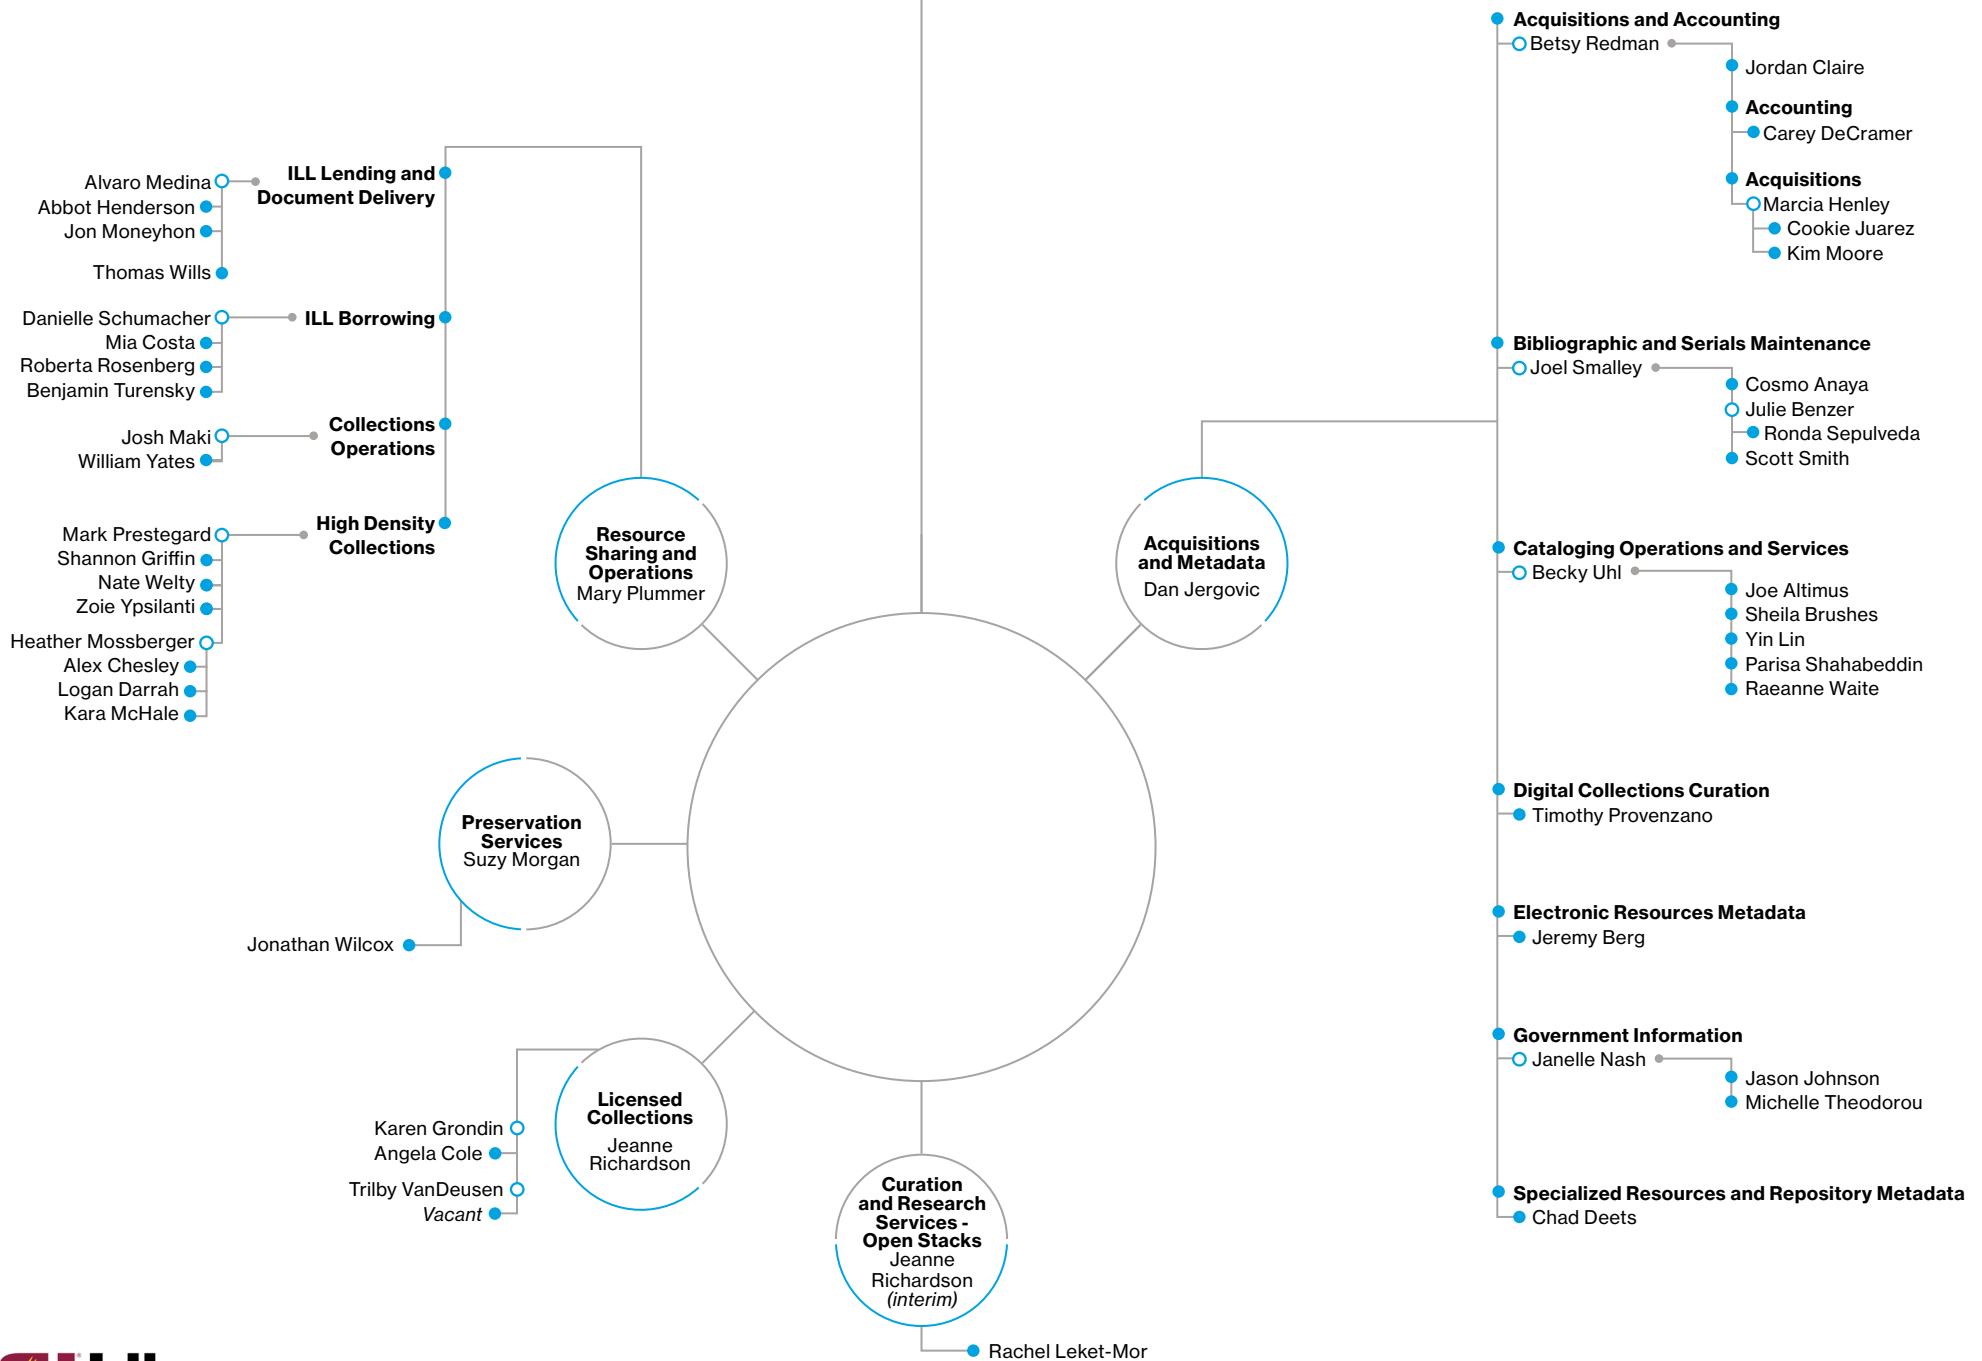 Acquisitions and Accounting
Betsy Redman
Jordan Claire
Accounting
Carey DeCramer
Acquisitions
Marcia Henley
Cookie Juarez
Kim Moore
Bibliographic and Serials Maintenance
Joel Smalley
Cosmo Anaya
Julie Benzer
Ronda Sepulveda
Scott Smith
Cataloging Operations and Services
Becky Uhl
Joe Altimus
Sheila Brushes
Yin Lin
Parisa Shahabeddin
Raeanne Waite
Digital Collections Curation
Timothy Provenzano
Electronic Resources Metadata
Jeremy Berg
Government Information
Janelle Nash
Jason Johnson
Michelle Theodorou
Specialized Resources and Repository Metadata
Chad Deets
Acquisitions
and Metadata
Dan Jergovic
Resource
Sharing and
Operations
Mary Plummer
ILL Lending and
Document Delivery
Alvaro Medina
Abbot Henderson
Jon Moneyhon
Thomas Wills
ILL Borrowing
Danielle Schumacher
Mia Costa
Roberta Rosenberg
Benjamin Turensky
Collections
Operations
Josh Maki
William Yates
High Density
Collections
Mark Prestegard
Shannon Griffin
Nate Welty
Zoie Ypsilanti
Heather Mossberger
Alex Chesley
Logan Darrah
Kara McHale
Preservation
Services
Suzy Morgan
Jonathan Wilcox
Licensed
Collections
Jeanne
Richardson
Karen Grondin
Angela Cole
Trilby VanDeusen
Vacant
Curation
and Research
Services -
Open Stacks
Jeanne
Richardson
(interim)
Rachel Leket-Mor